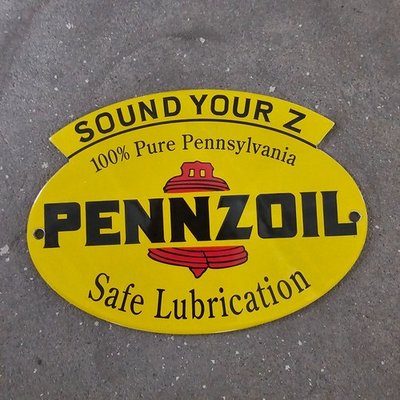 SOUND YOUR Z
100% Pure Pennsylvania
PENNZOIL
Safe Lubrication